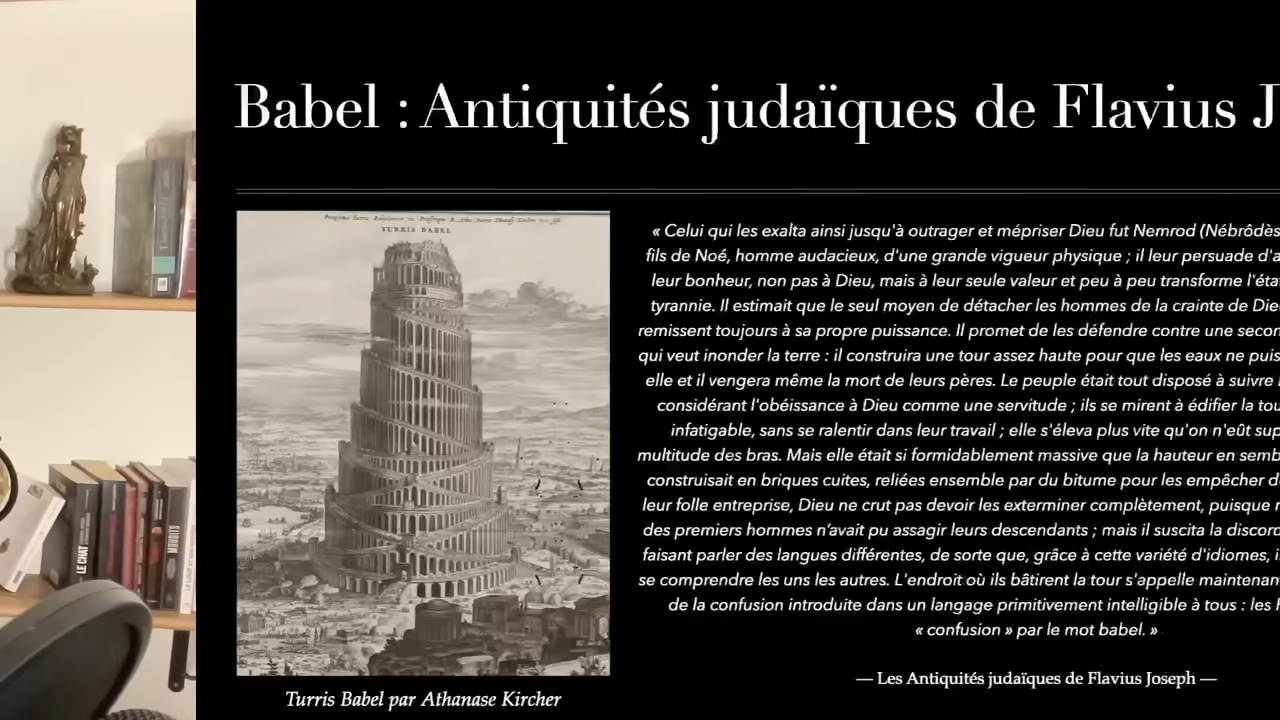 Babel : Antiquités judaïques de Flavius J
TURRIS BABEL
« Celui qui les exalta ainsi jusqu'à outrager et mépriser Dieu fut Nemrod (Nébrôdès
fils de Noé, homme audacieux, d'une grande vigueur physique ; il leur persuade d'a
leur bonheur, non pas à Dieu, mais à leur seule valeur et peu à peu transforme l'éta
tyrannie. Il estimait que le seul moyen de détacher les hommes de la crainte de Die
remissent toujours à sa propre puissance. Il promet de les défendre contre une secon
qui veut inonder la terre : il construira une tour assez haute pour que les eaux ne puis
elle et il vengera même la mort de leurs pères. Le peuple était tout disposé à suivre
considérant l'obéissance à Dieu comme une servitude ; ils se mirent à édifier la tou
infatigable, sans se ralentir dans leur travail ; elle s'éleva plus vite qu'on n'eût sup
multitude des bras. Mais elle était si formidablement massive que la hauteur en semb
construisait en briques cuites, reliées ensemble par du bitume pour les empêcher d
leur folle entreprise, Dieu ne crut pas devoir les exterminer complètement, puisque
des premiers hommes n'avait pu assagir leurs descendants ; mais il suscita la discord
faisant parler des langues différentes, de sorte que, grâce à cette variété d'idiomes, i
se comprendre les uns les autres. L'endroit où ils bâtirent la tour s'appelle maintenan
de la confusion introduite dans un langage primitivement intelligible à tous : les
« confusion » par le mot babel. »
— Les Antiquités judaïques de Flavius Joseph —
Turris Babel par Athanase Kircher
LE CHAT
MOUDITS